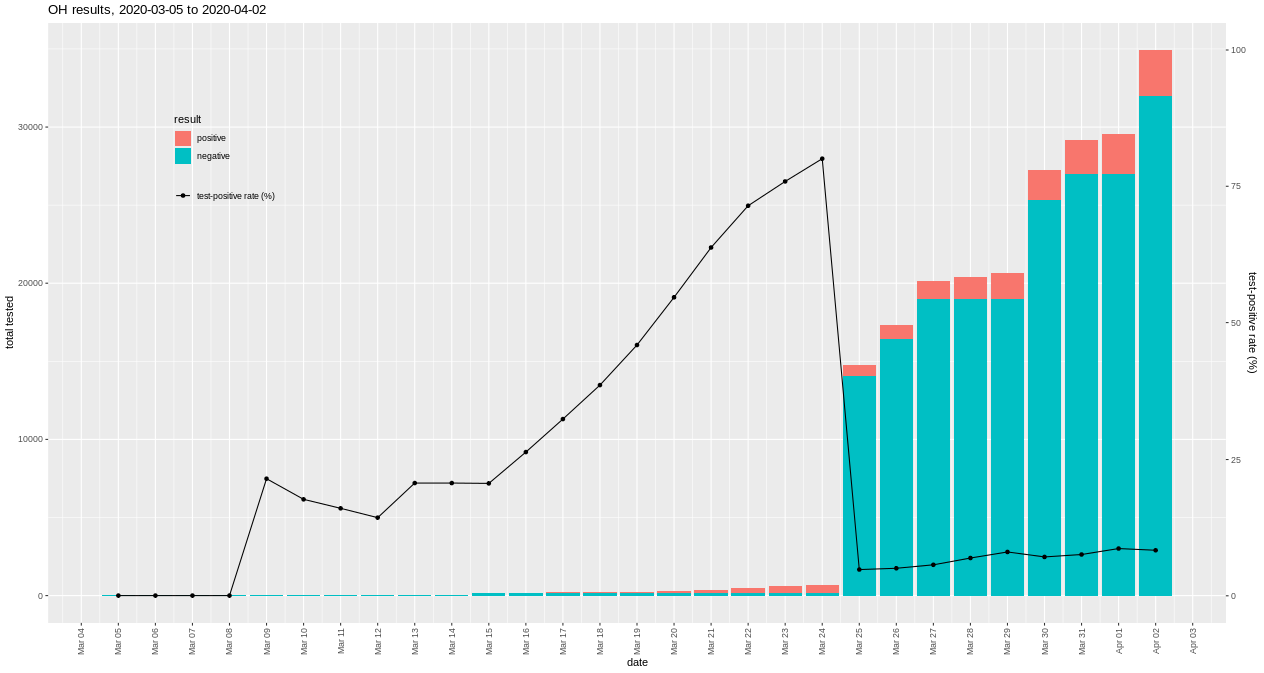 OH results, 2020-03-05 to 2020-04-02
100
30000
result
positive
negative
75
test-positive rate (%)
20000
total tested
50
test-positive rate (%)
10000
25
0
0
Mar 04
Mar 05
Mar 06
Mar 07
Mar 08
Mar 09
Mar 10
Mar 11
Mar 12
Mar 13
Mar 14
Mar 15
Mar 16
Mar 17
Mar 18
Mar 19
Mar 20
Mar 21
Mar 22
Mar 23
Mar 24
Mar 25
Mar 26
Mar 27
Mar 28
Mar 29
Mar 30
Mar 31
Apr 01
Apr 02
Apr 03
date